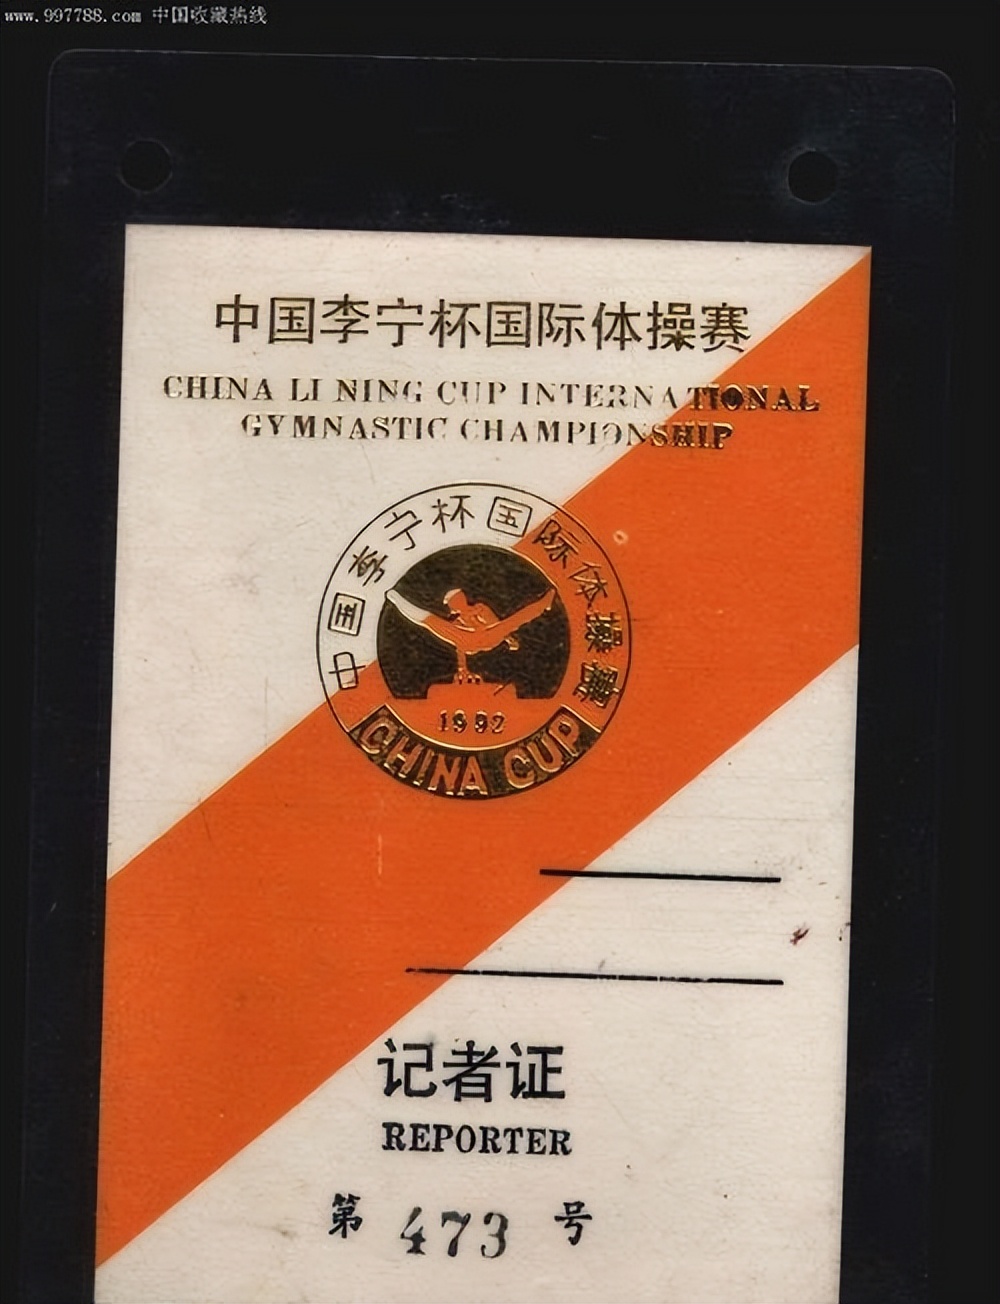 www.997788.com 中国收藏热线
中国李宁杯国际体操赛
CHINA LI NING CUP INTERNATIONAL
GYMNASTIC CHAMPIONSHIP
中国李宁杯国际体操赛
1992
CHINA CUP
记者证
REPORTER
第 473 号